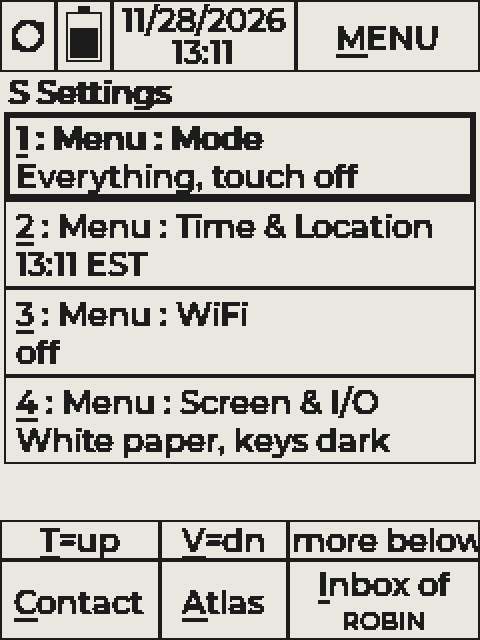 11/28/2026
13:11
MENU
S Settings
1 : Menu : Mode
Everything, touch off
2 : Menu : Time & Location
13:11 EST
3 : Menu : WiFi
off
4 : Menu : Screen & I/O
White paper, keys dark
T=up
V=dn
more below
Contact
Atlas
Inbox of
ROBIN